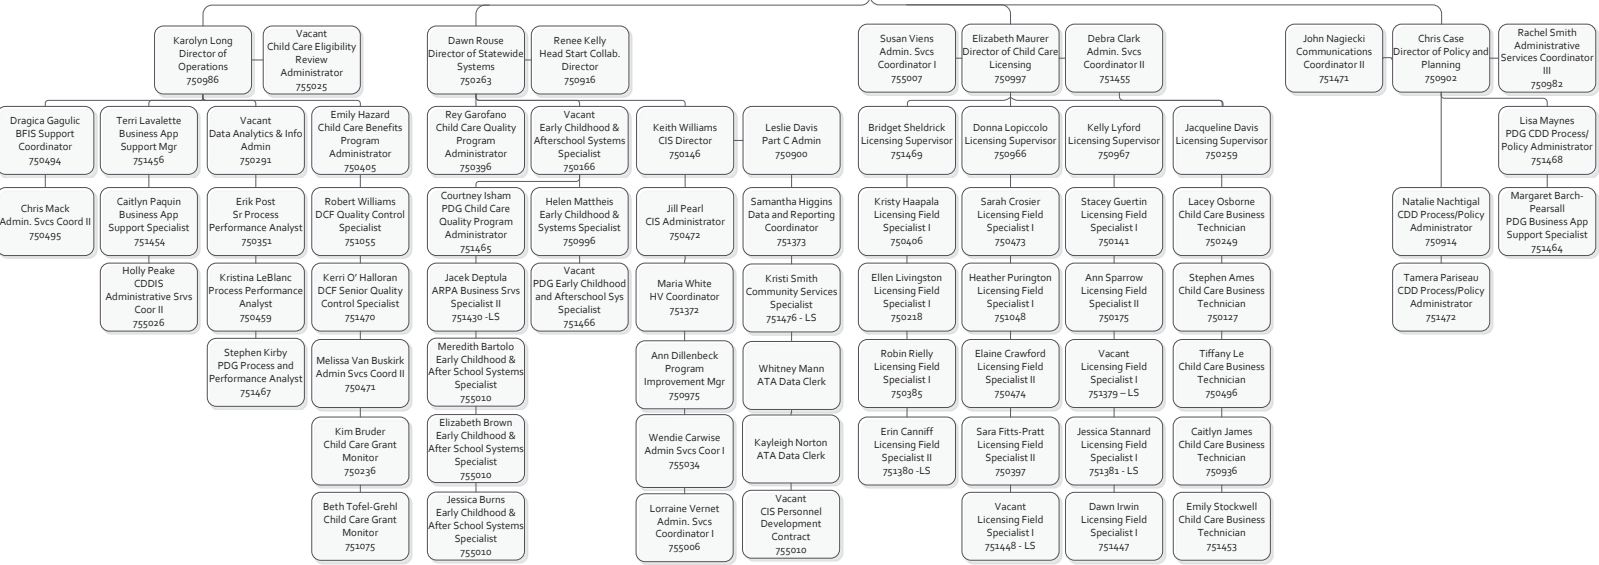 Karolyn Long
Director of
Operations
750986
Vacant
Child Care Eligibility
Review
Administrator
755025
Dawn Rouse
Director of Statewide
Systems
750263
Renee Kelly
Head Start Collab.
Director
750916
Susan Viens
Admin. Svcs
Coordinator I
755007
Elizabeth Maurer
Director of Child Care
Licensing
750997
Debra Clark
Admin. Svcs
Coordinator II
751455
John Nagiecki
Communications
Coordinator II
751471
Chris Case
Director of Policy and
Planning
750902
Rachel Smith
Administrative
Services Coordinator
III
750982
Dragica Gagulic
BFIS Support
Coordinator
750494
Terri Lavalette
Business App
Support Mgr
751456
Vacant
Data Analytics & Info
Admin
750291
Emily Hazard
Child Care Benefits
Program
Administrator
750405
Rey Garofano
Child Care Quality
Program
Administrator
750396
Vacant
Early Childhood &
Afterschool Systems
Specialist
750166
Keith Williams
CIS Director
750146
Leslie Davis
Part C Admin
750900
Bridget Sheldrick
Licensing Supervisor
751469
Donna Lopiccolo
Licensing Supervisor
750966
Kelly Lyford
Licensing Supervisor
750967
Jacqueline Davis
Licensing Supervisor
750259
Lisa Maynes
PDG CDD Process/
Policy Administrator
751468
Chris Mack
Admin. Svcs Coord II
750495
Caitlyn Paquin
Business App
Support Specialist
751454
Erik Post
Sr Process
Performance Analyst
750351
Robert Williams
DCF Quality Control
Specialist
751055
Courtney Isham
PDG Child Care
Quality Program
Administrator
751465
Helen Mattheis
Early Childhood &
Systems Specialist
750996
Jill Pearl
CIS Administrator
750472
Samantha Higgins
Data and Reporting
Coordinator
751373
Kristy Haapala
Licensing Field
Specialist I
750406
Sarah Crosier
Licensing Field
Specialist I
750473
Stacey Guertin
Licensing Field
Specialist I
750141
Lacey Osborne
Child Care Business
Technician
750249
Natalie Nachtigal
CDD Process/Policy
Administrator
750914
Margaret Barch-
Pearsall
PDG Business App
Support Specialist
751464
Holly Peake
CDDIS
Administrative Srvs
Coor II
755026
Kristina LeBlanc
Process Performance
Analyst
750459
Kerri O' Halloran
DCF Senior Quality
Control Specialist
751470
Jacek Deptula
ARPA Business Srvs
Specialist II
751430 -LS
Vacant
PDG Early Childhood
and Afterschool Sys
Specialist
751466
Maria White
HV Coordinator
751372
Kristi Smith
Community Services
Specialist
751476 - LS
Ellen Livingston
Licensing Field
Specialist I
750218
Heather Purington
Licensing Field
Specialist I
751048
Ann Sparrow
Licensing Field
Specialist II
750175
Stephen Ames
Child Care Business
Technician
750127
Tamera Pariseau
CDD Process/Policy
Administrator
751472
Stephen Kirby
PDG Process and
Performance Analyst
751467
Melissa Van Buskirk
Admin Svcs Coord II
750471
Meredith Bartolo
Early Childhood &
After School Systems
Specialist
755010
Ann Dillenbeck
Program
Improvement Mgr
750975
Whitney Mann
ATA Data Clerk
Robin Rielly
Licensing Field
Specialist I
750385
Elaine Crawford
Licensing Field
Specialist II
750474
Vacant
Licensing Field
Specialist I
751379 – LS
Tiffany Le
Child Care Business
Technician
750496
Kim Bruder
Child Care Grant
Monitor
750236
Elizabeth Brown
Early Childhood &
After School Systems
Specialist
755010
Wendie Carwise
Admin Svcs Coor I
755034
Kayleigh Norton
ATA Data Clerk
Erin Canniff
Licensing Field
Specialist II
751380 -LS
Sara Fitts-Pratt
Licensing Field
Specialist II
750397
Jessica Stannard
Licensing Field
Specialist I
751381 - LS
Caitlyn James
Child Care Business
Technician
750936
Beth Tofel-Grehl
Child Care Grant
Monitor
751075
Jessica Burns
Early Childhood &
After School Systems
Specialist
755010
Lorraine Vernet
Admin. Svcs
Coordinator I
755006
Vacant
CIS Personnel
Development
Contract
755010
Vacant
Licensing Field
Specialist I
751448 - LS
Dawn Irwin
Licensing Field
Specialist I
751447
Emily Stockwell
Child Care Business
Technician
751453